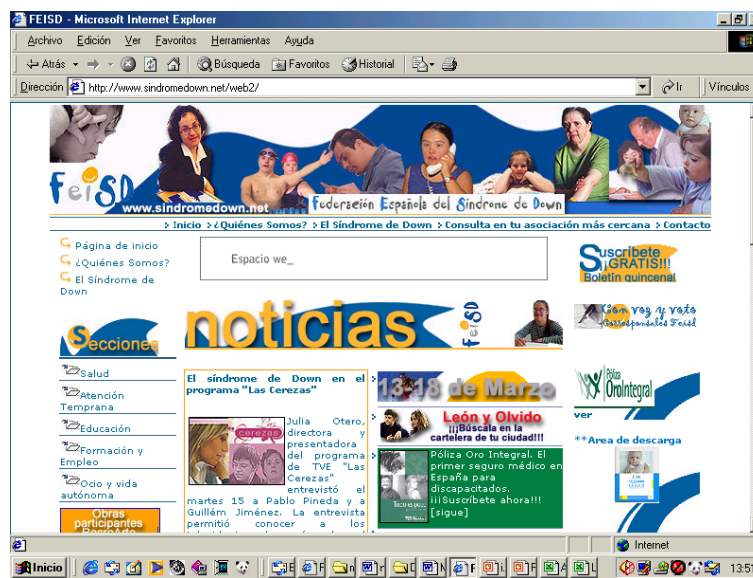 FEISD - Microsoft Internet Explorer
Archivo Edición Ver Favoritos Herramientas Ayuda
Atrás Búsqueda Favoritos Historial
Dirección http://www.sindromedown.net/web2/ Ir Vínculos
FeiSD
www.sindromedown.net Federación Española del Síndrome de Down
> Inicio > ¿Quiénes Somos? > El Síndrome de Down > Consulta en tu asociación más cercana > Contacto
Página de inicio
¿Quiénes Somos?
El Síndrome de
Down
Espacio we_
Suscríbete
¡¡GRATIS!!!
Boletín quincenal
noticias
FeiSD
Con voz y voto
Corresponsales Feisd
Secciones
Salud
Atención
Temprana
Educación
Formación y
Empleo
Ocio y vida
autónoma
Obras
participantes
El síndrome de Down en el
programa "Las Cerezas"
cerezas
Julia Otero,
directora y
presentadora
del programa
de TVE "Las
Cerezas"
entrevistó el
martes 15 a Pablo Pineda y a
Guillém Jiménez. La entrevista
permitió conocer a los
13-18 de Marzo
León y Olvido
¡¡¡Búscala en la
cartelera de tu ciudad!!!
Póliza Oro Integral. El
primer seguro médico en
España para
discapacitados.
¡¡¡Suscríbete ahora!!!
[sigue]
Póliza
OroIntegral
ver
**Area de descarga
Internet
Inicio
13:5